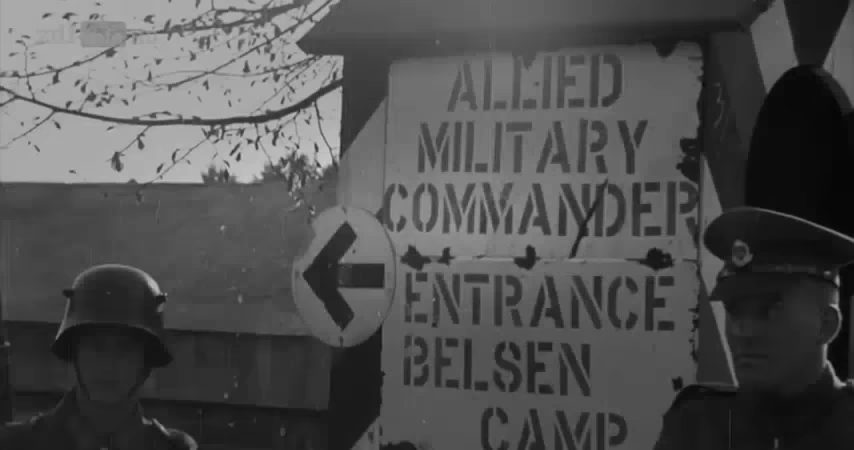 ALLIED
MILITARY
COMMANDER
ENTRANCE
BELSEN
CAMP